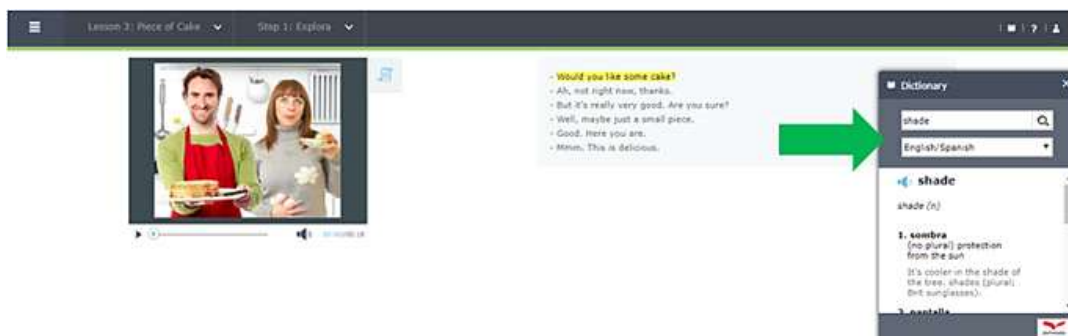 Lesson 3: Piece of Cake
Step 1: Explora
?
- Would you like some cake?
- Ah, not right now, thanks.
- But it's really very good. Are you sure?
- Well, maybe just a small piece.
- Good. Here you are.
- Mmm. This is delicious.
Dictionary
shade
English/Spanish
shade
shade (n)
1. sombra
(no plural) protection
from the sun
It's cooler in the shade of
the tree. shades (plural;
Brit sunglasses).
2. pantalla